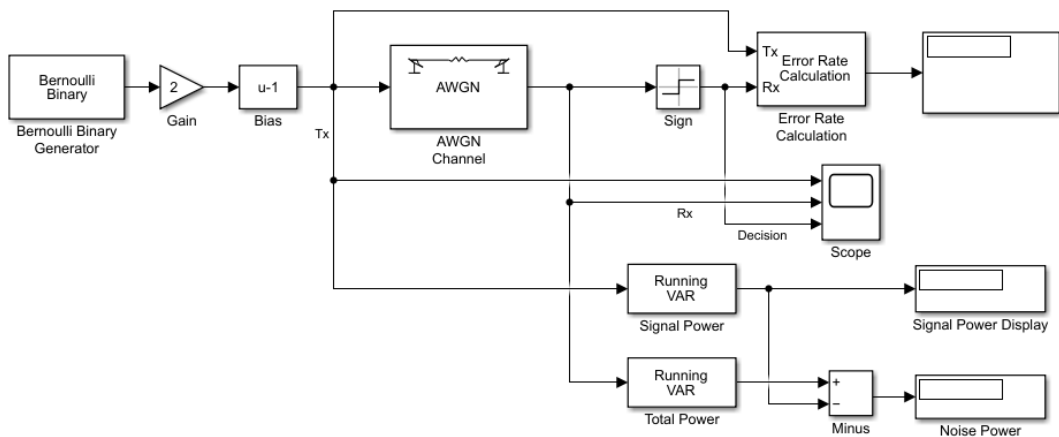 Bernoulli
Binary
Bernoulli Binary
Generator
2
Gain
u-1
Bias
Tx
AWGN
AWGN
Channel
Sign
Tx
Rx
Error Rate
Calculation
Error Rate
Calculation
Rx
Decision
Scope
Running
VAR
Signal Power
Signal Power Display
Running
VAR
Total Power
+
−
Minus
Noise Power